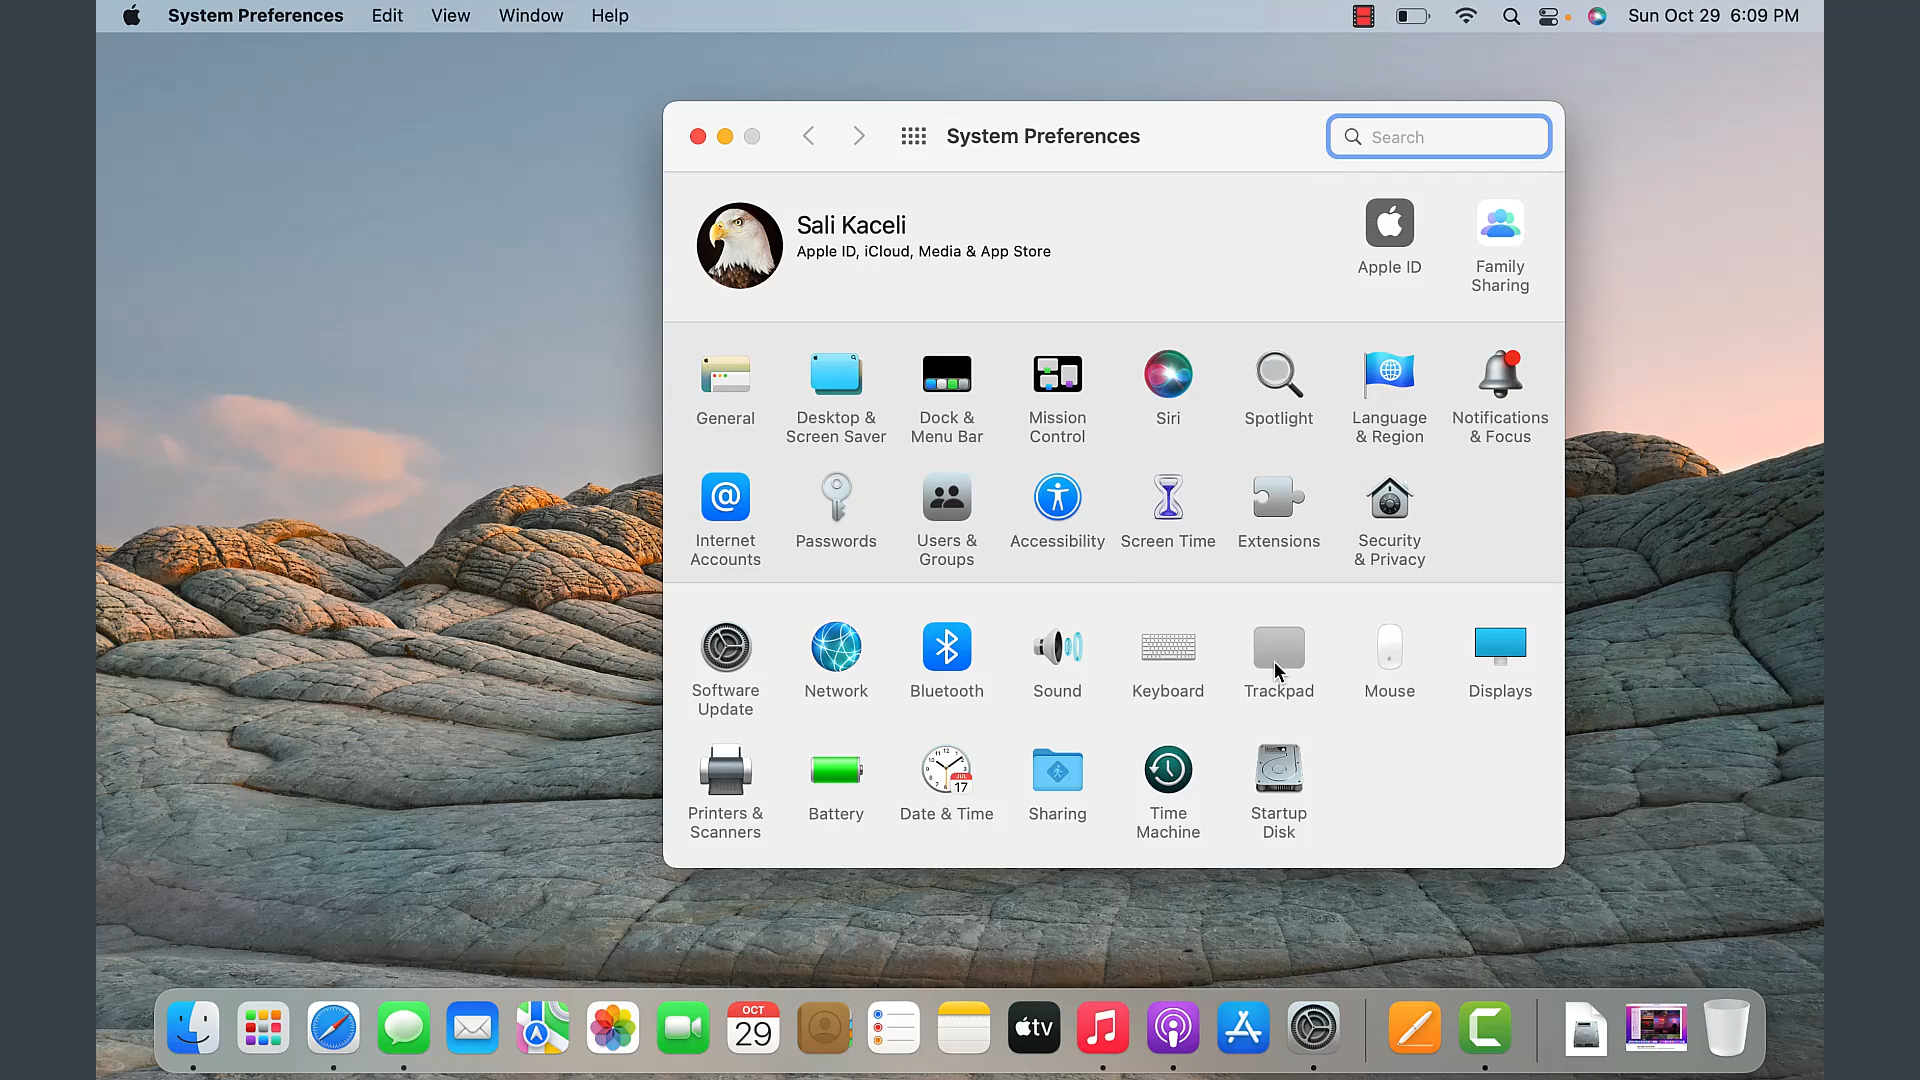 System Preferences Edit View Window Help Sun Oct 29 6:09 PM
System Preferences Search
Sali Kaceli
Apple ID, iCloud, Media & App Store
Apple ID
Family
Sharing
General
Desktop &
Screen Saver
Dock &
Menu Bar
Mission
Control
Siri
Spotlight
Language
& Region
Notifications
& Focus
Internet
Accounts
Passwords
Users &
Groups
Accessibility
Screen Time
Extensions
Security
& Privacy
Software
Update
Network
Bluetooth
Sound
Keyboard
Trackpad
Mouse
Displays
Printers &
Scanners
Battery
JUL
17
Date & Time
Sharing
Time
Machine
Startup
Disk
OCT
29
tv